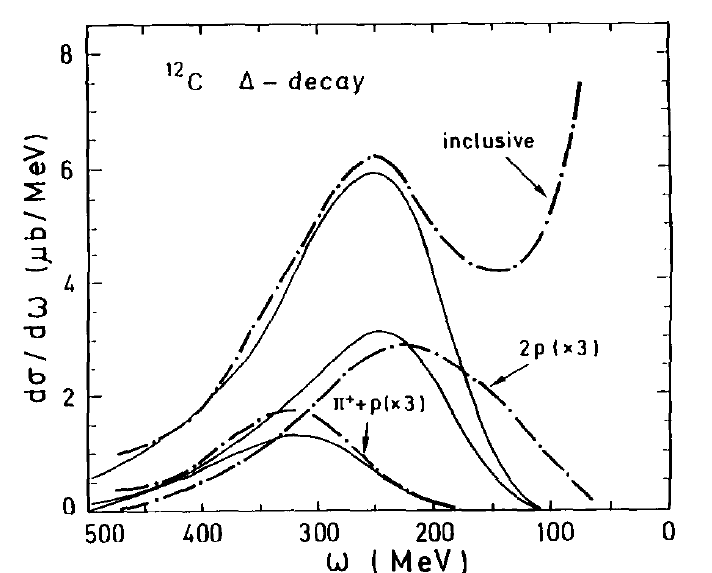 8
¹²C Δ – decay
inclusive
6
dσ / dω (μb/MeV)
4
2p (×3)
2
π⁺+p(×3)
0
500 400 300 200 100 0
ω (MeV)